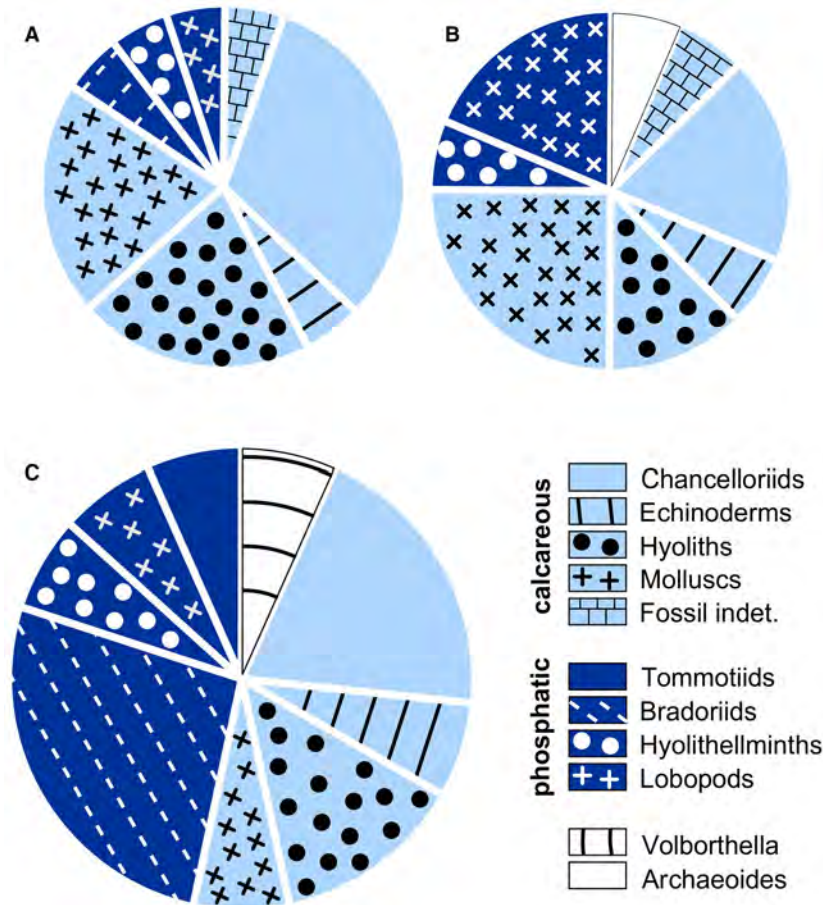 A
B
C
calcareous
Chancelloriids
Echinoderms
Hyoliths
Molluscs
Fossil indet.
phosphatic
Tommotiids
Bradoriids
Hyolithellminths
Lobopods
Volborthella
Archaeoides